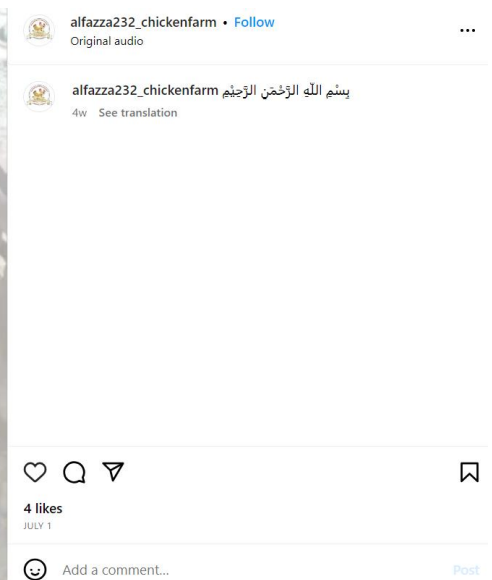 alfazza232_chickenfarm • Follow
Original audio
alfazza232_chickenfarm بِسْمِ اللَّهِ الرَّحْمَنِ الرَّحِيْمِ
4w See translation
4 likes
JULY 1
Add a comment...
Post